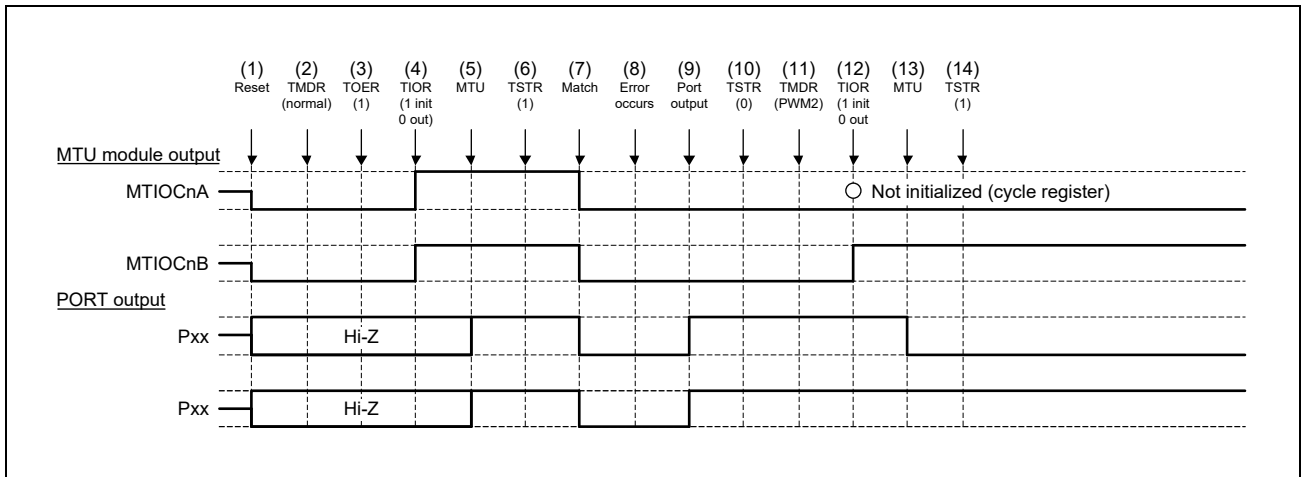 (1) (2) (3) (4) (5) (6) (7) (8) (9) (10) (11) (12) (13) (14)
Reset TMDR TOER TIOR MTU TSTR Match Error Port TSTR TMDR TIOR MTU TSTR
(normal) (1) (1 init (1) occurs output (0) (PWM2) (1 init (1)
0 out) 0 out
MTU module output
MTIOCnA Not initialized (cycle register)
MTIOCnB
PORT output
Pxx Hi-Z
Pxx Hi-Z